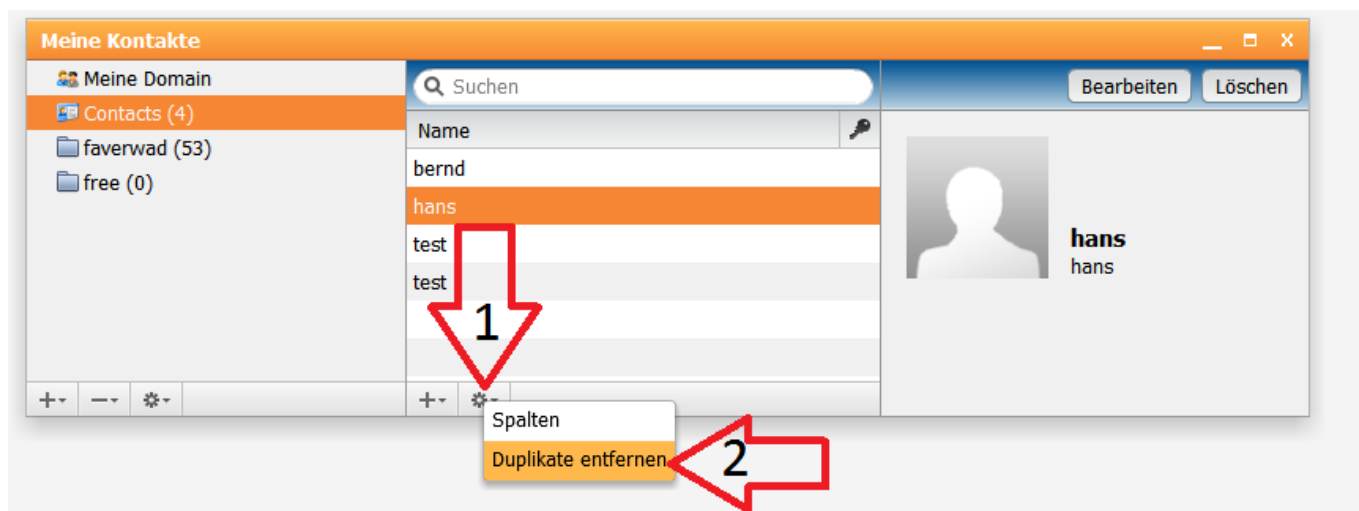 Meine Kontakte
Meine Domain
Contacts (4)
faverwad (53)
free (0)
Suchen
Name
bernd
hans
test
test
Bearbeiten Löschen
hans
hans
1
Spalten
Duplikate entfernen
2